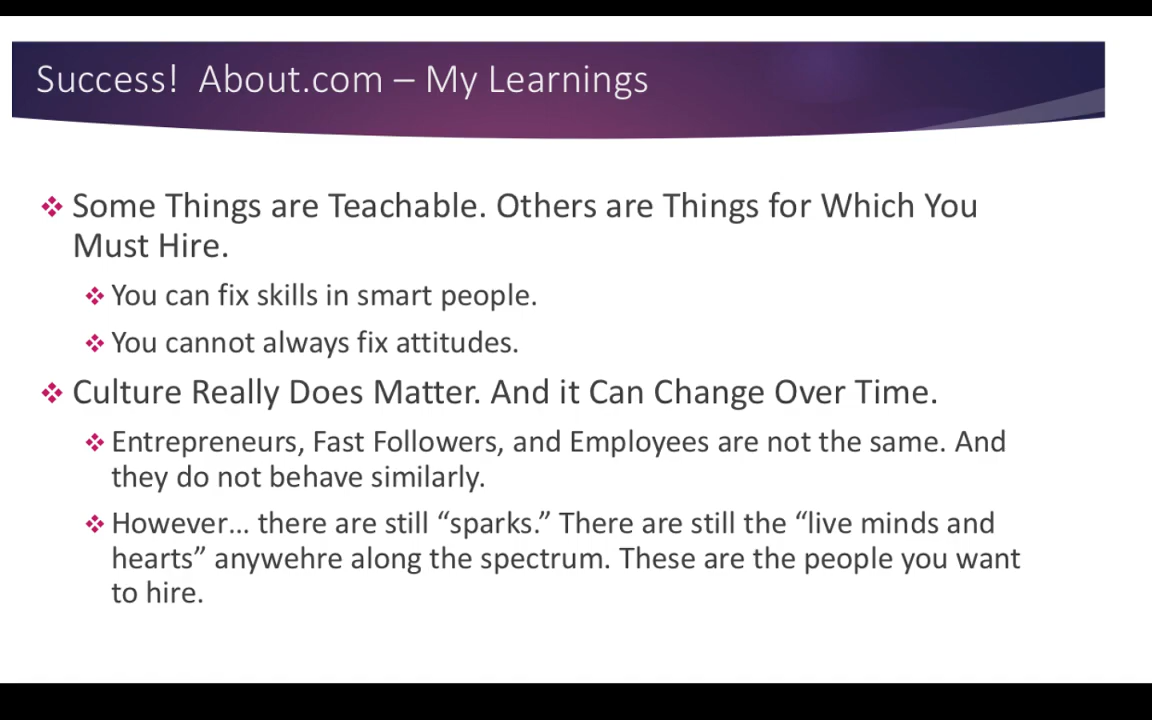 Success! About.com – My Learnings
Some Things are Teachable. Others are Things for Which You
Must Hire.
You can fix skills in smart people.
You cannot always fix attitudes.
Culture Really Does Matter. And it Can Change Over Time.
Entrepreneurs, Fast Followers, and Employees are not the same. And
they do not behave similarly.
However… there are still “sparks.” There are still the “live minds and
hearts” anywehre along the spectrum. These are the people you want
to hire.